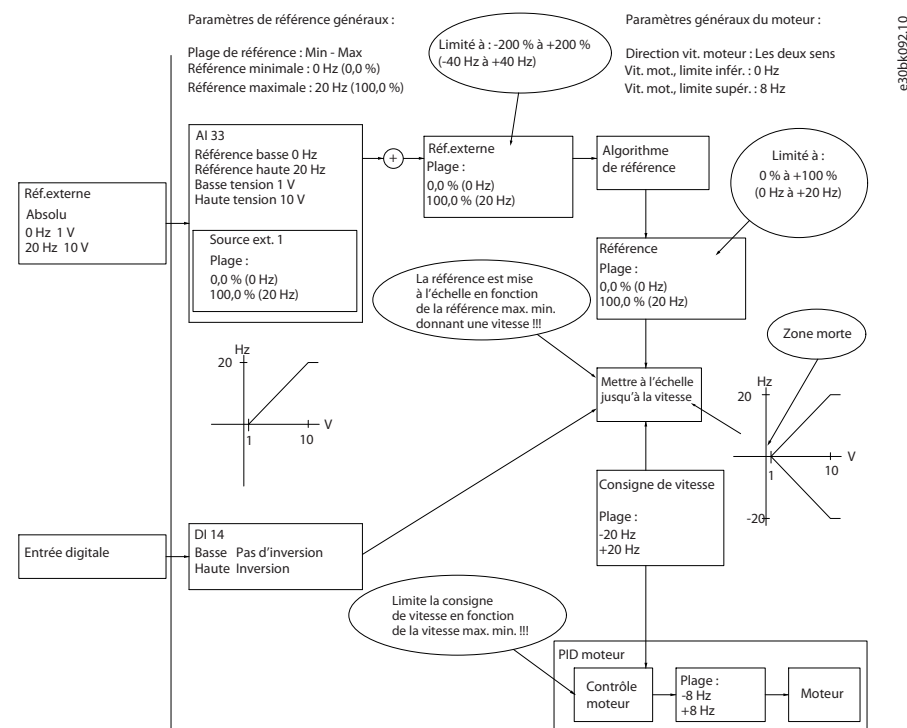 Paramètres de référence généraux :
Plage de référence : Min - Max
Référence minimale : 0 Hz (0,0 %)
Référence maximale : 20 Hz (100,0 %)
Limité à : -200 % à +200 %
(-40 Hz à +40 Hz)
Paramètres généraux du moteur :
Direction vit. moteur : Les deux sens
Vit. mot., limite infér. : 0 Hz
Vit. mot., limite supér. : 8 Hz
e30bk092.10
Réf.externe
Absolu
0 Hz 1 V
20 Hz 10 V
AI 33
Référence basse 0 Hz
Référence haute 20 Hz
Basse tension 1 V
Haute tension 10 V
Source ext. 1
Plage :
0,0 % (0 Hz)
100,0 % (20 Hz)
+
Réf.externe
Plage :
0,0 % (0 Hz)
100,0 % (20 Hz)
Algorithme
de référence
Limité à :
0 % à +100 %
(0 Hz à +20 Hz)
Référence
Plage :
0,0 % (0 Hz)
100,0 % (20 Hz)
La référence est mise
à l'échelle en fonction
de la référence max. min.
donnant une vitesse !!!
Zone morte
Hz
20
V
1
10
Mettre à l'échelle
jusqu'à la vitesse
Hz
20
V
1
10
-20
Consigne de vitesse
Plage :
-20 Hz
+20 Hz
Entrée digitale
DI 14
Basse Pas d'inversion
Haute Inversion
Limite la consigne
de vitesse en fonction
de la vitesse max. min. !!!
PID moteur
Contrôle
moteur
Plage :
-8 Hz
+8 Hz
Moteur